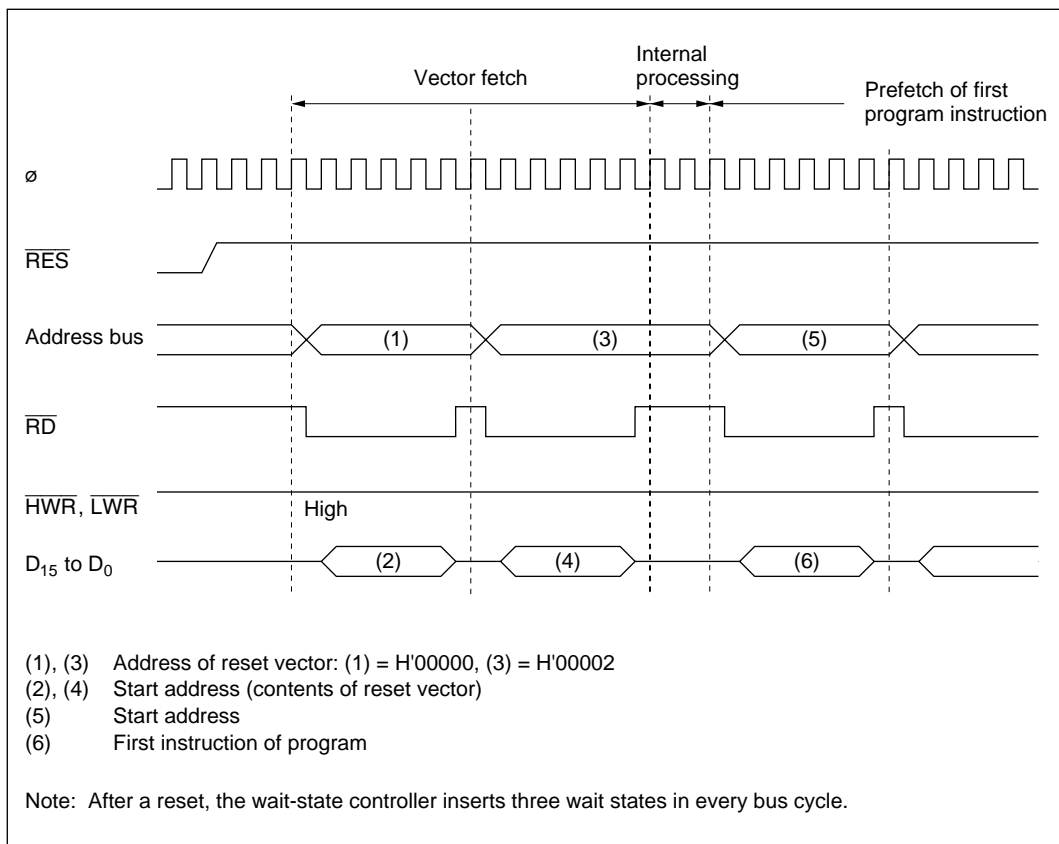 Vector fetch
Internal
processing
Prefetch of first
program instruction
ø
RES
Address bus
(1)
(3)
(5)
RD
HWR, LWR
High
D15 to D0
(2)
(4)
(6)
(1), (3) Address of reset vector: (1) = H'00000, (3) = H'00002
(2), (4) Start address (contents of reset vector)
(5) Start address
(6) First instruction of program
Note: After a reset, the wait-state controller inserts three wait states in every bus cycle.